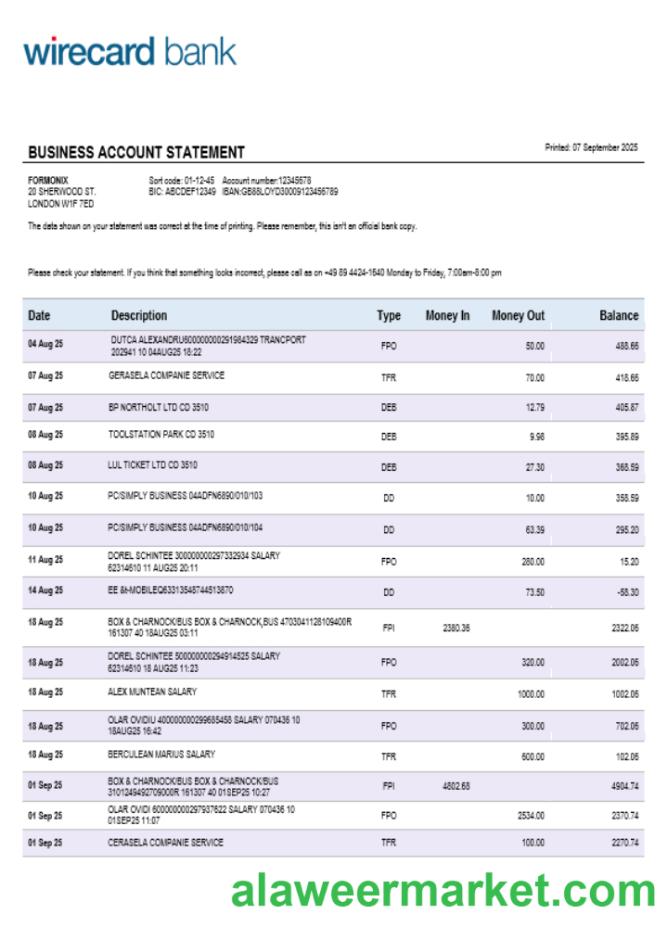 wirecard bank
BUSINESS ACCOUNT STATEMENT
Printed: 07 September 2025
FORMONIX
20 SHERWOOD ST.
LONDON W1F 7ED
Sort code: 01-12-45 Account number:12345678
BIC: ABCDEF12349 IBAN:GB88LOYD30009123456789
The data shown on your statement was correct at the time of printing. Please remember, this isn't an official bank copy.
Please check your statement. If you think that something looks incorrect, please call as on +49 89 4424-1640 Monday to Friday, 7:00am-8:00 pm
Date Description Type Money In Money Out Balance
04 Aug 25 DUTCA ALEXANDRU600000000291984329 TRANCPORT FPO 50.00 488.66
202941 10 04AUG25 18:22
07 Aug 25 GERASELA COMPANIE SERVICE TFR 70.00 418.66
07 Aug 25 BP NORTHOLT LTD CD 3510 DEB 12.79 405.87
08 Aug 25 TOOLSTATION PARK CD 3510 DEB 9.98 395.89
08 Aug 25 LUL TICKET LTD CD 3510 DEB 27.30 368.59
10 Aug 25 PC/SIMPLY BUSINESS 04ADFN6890/010/103 DD 10.00 358.59
10 Aug 25 PC/SIMPLY BUSINESS 04ADFN6890/010/104 DD 63.39 295.20
11 Aug 25 DOREL SCHINTEE 300000000297332934 SALARY FPO 280.00 15.20
62314610 11 AUG25 20:11
14 Aug 25 EE &t-MOBILEQ63313548744513870 DD 73.50 -58.30
18 Aug 25 BOX & CHARNOCK/BUS BOX & CHARNOCK,BUS 4703041128109400R FPI 2380.36 2322.06
161307 40 18AUG25 03:11
18 Aug 25 DOREL SCHINTEE 500000000294914525 SALARY FPO 320.00 2002.06
62314610 18 AUG25 11:23
18 Aug 25 ALEX MUNTEAN SALARY TFR 1000.00 1002.06
18 Aug 25 OLAR OVIDIU 400000000299685458 SALARY 070436 10 FPO 300.00 702.06
18AUG25 16:42
18 Aug 25 BERCULEAN MARIUS SALARY TFR 600.00 102.06
01 Sep 25 BOX & CHARNOCK/BUS BOX & CHARNOCK/BUS FPI 4802.68 4904.74
3101249492709000R 161307 40 01SEP25 10:27
01 Sep 25 OLAR OVIDI 600000000297937622 SALARY 070436 10 FPO 2534.00 2370.74
01SEP25 11:07
01 Sep 25 CERASELA COMPANIE SERVICE TFR 100.00 2270.74
alaweermarket.com